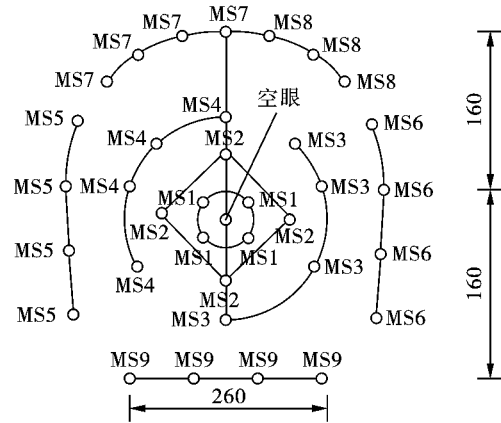 MS7
MS7 MS8
MS7 MS8
MS7 MS8
MS5 MS4 空眼 MS6
MS4 MS2 MS3
MS5 MS4 MS1 MS1 MS3 MS6
MS2 MS2
MS5 MS1 MS1 MS3 MS6
MS4 MS2
MS5 MS3 MS6
MS9 MS9 MS9 MS9
260
160
160